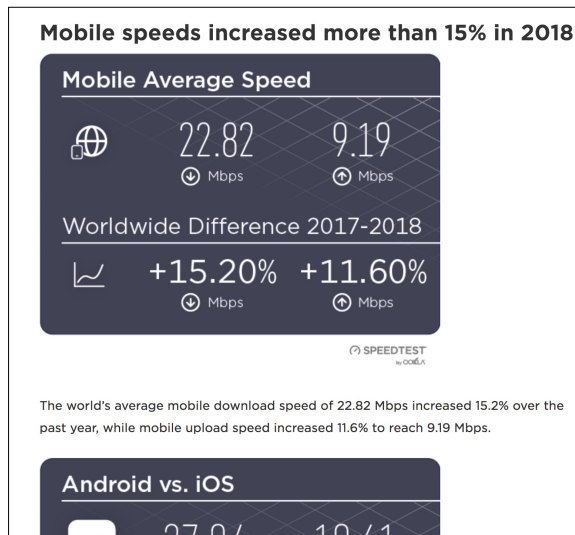 Mobile speeds increased more than 15% in 2018
Mobile Average Speed
22.82 9.19
Mbps Mbps
Worldwide Difference 2017-2018
+15.20% +11.60%
Mbps Mbps
SPEEDTEST
by OOKLA
The world's average mobile download speed of 22.82 Mbps increased 15.2% over the
past year, while mobile upload speed increased 11.6% to reach 9.19 Mbps.
Android vs. iOS